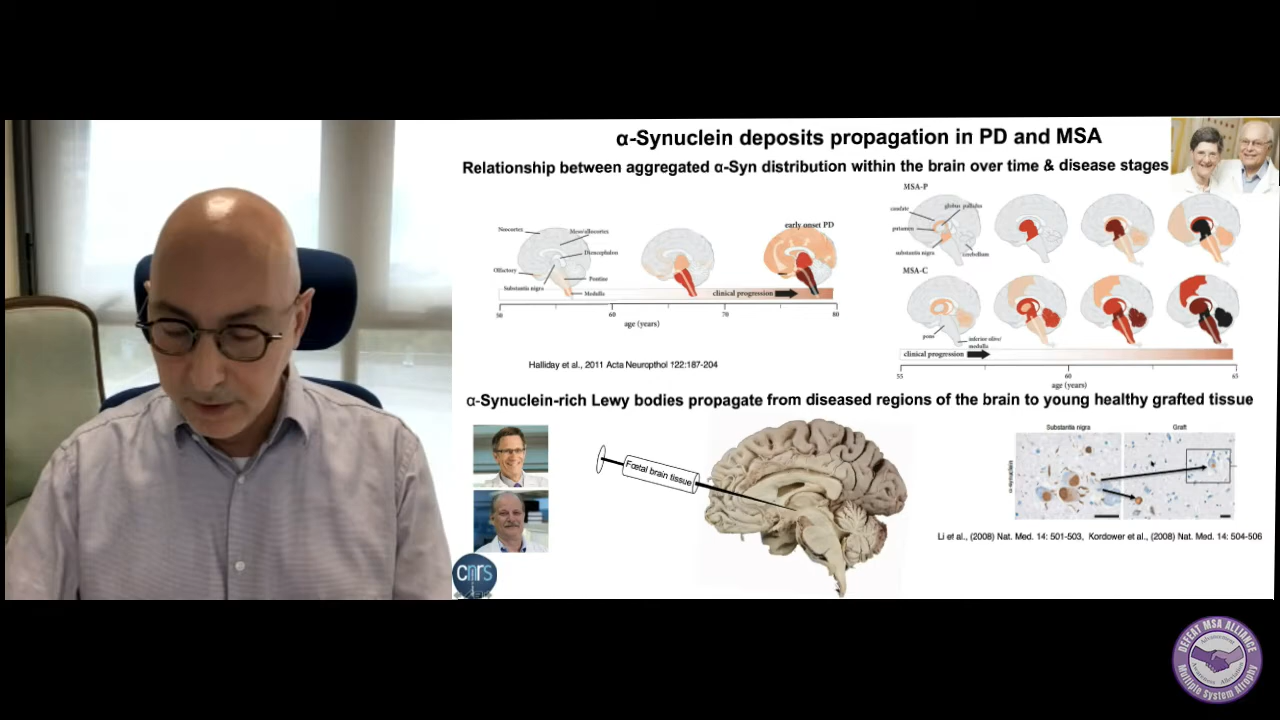 α-Synuclein deposits propagation in PD and MSA
Relationship between aggregated α-Syn distribution within the brain over time & disease stages
Neocortex
Meso/allocortex
Diencephalon
Olfactory
Pontine
Substantia nigra
Medulla
early onset PD
clinical progression
50
60
70
80
age (years)
Halliday et al., 2011 Acta Neuropthol 122:187-204
MSA-P
caudate
globus pallidus
putamen
substantia nigra
cerebellum
MSA-C
pons
inferior olive/
medulla
clinical progression
55
60
65
age (years)
α-Synuclein-rich Lewy bodies propagate from diseased regions of the brain to young healthy grafted tissue
Fœtal brain tissue
Substantia nigra
Graft
α-Synuclein
Li et al., (2008) Nat. Med. 14: 501-503, Kordower et al., (2008) Nat. Med. 14: 504-506
cnrs
DEFEAT MSA ALLIANCE
Advancement
Awareness
Multiple System Atrophy